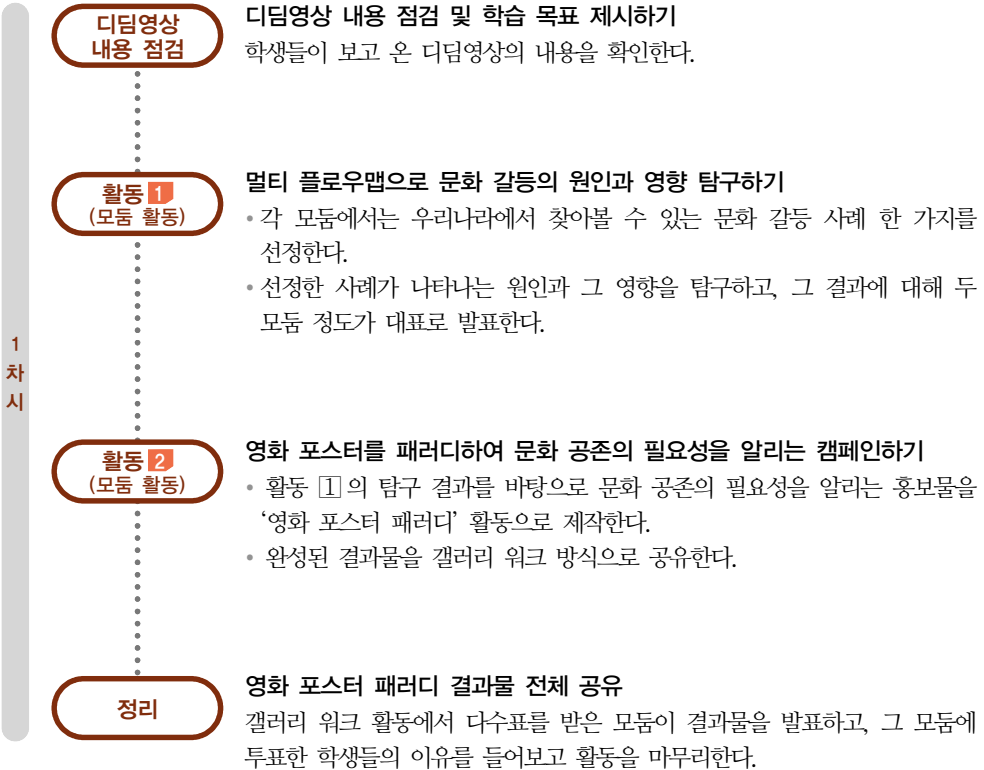 1
차
시
디딤영상
내용 점검
디딤영상 내용 점검 및 학습 목표 제시하기
학생들이 보고 온 디딤영상의 내용을 확인한다.
활동 1
(모둠 활동)
멀티 플로우맵으로 문화 갈등의 원인과 영향 탐구하기
• 각 모둠에서는 우리나라에서 찾아볼 수 있는 문화 갈등 사례 한 가지를
선정한다.
• 선정한 사례가 나타나는 원인과 그 영향을 탐구하고, 그 결과에 대해 두
모둠 정도가 대표로 발표한다.
활동 2
(모둠 활동)
영화 포스터를 패러디하여 문화 공존의 필요성을 알리는 캠페인하기
• 활동 1의 탐구 결과를 바탕으로 문화 공존의 필요성을 알리는 홍보물을
‘영화 포스터 패러디’ 활동으로 제작한다.
• 완성된 결과물을 갤러리 워크 방식으로 공유한다.
정리
영화 포스터 패러디 결과물 전체 공유
갤러리 워크 활동에서 다수표를 받은 모둠이 결과물을 발표하고, 그 모둠에
투표한 학생들의 이유를 들어보고 활동을 마무리한다.